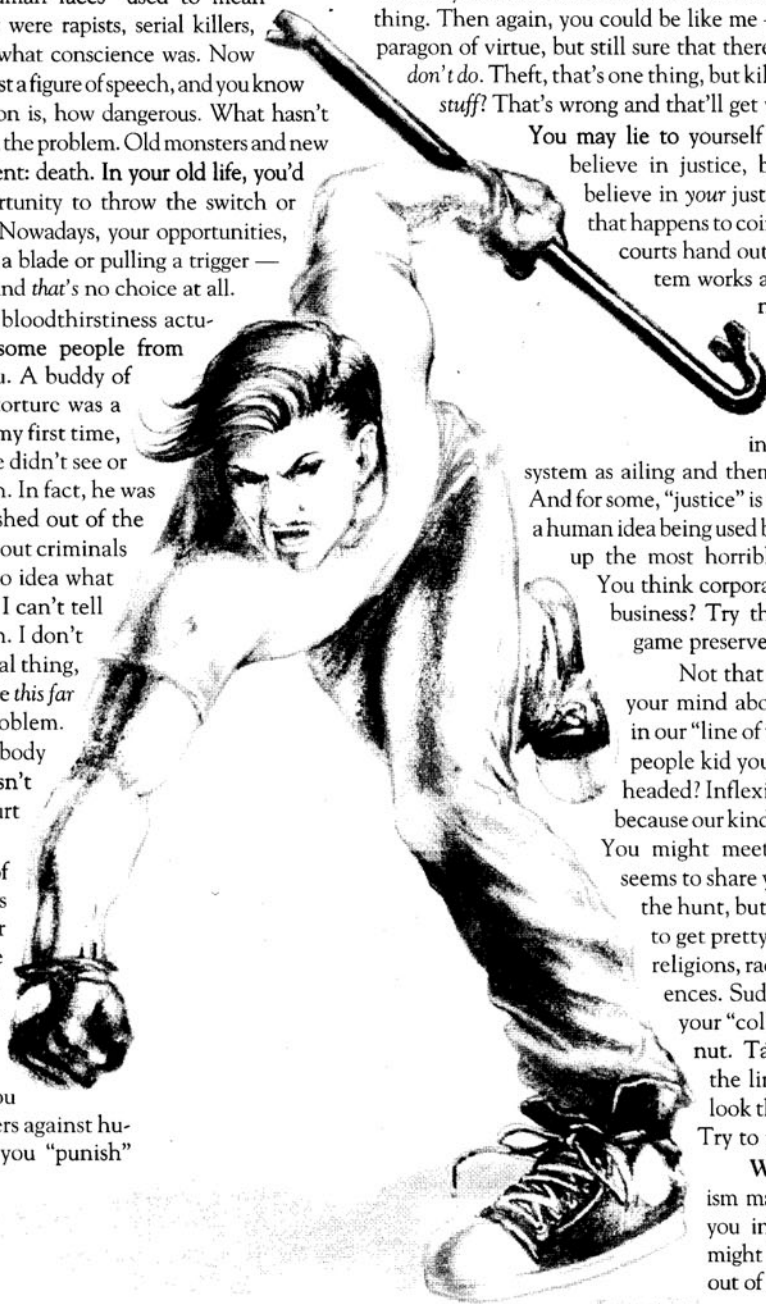 man faces" used to mean
were rapists, serial killers,
what conscience was. Now
st a figure of speech, and you know
on is, how dangerous. What hasn't
the problem. Old monsters and new
ent: death. In your old life, you'd
rtunity to throw the switch or
Nowadays, your opportunities,
a blade or pulling a trigger —
nd that's no choice at all.
bloodthirstiness actu-
some people from
u. A buddy of
orture was a
my first time,
e didn't see or
n. In fact, he was
shed out of the
out criminals
o idea what
I can't tell
n. I don't
al thing,
e this far
oblem.
body
sn't
urt
of
s
r
e
ou
ers against hu-
you "punish"
thing. Then again, you could be like me -
paragon of virtue, but still sure that there
don't do. Theft, that's one thing, but kil
stuff? That's wrong and that'll get
You may lie to yourself
believe in justice, b
believe in your just
that happens to coi
courts hand out
tem works a
in
system as ailing and them
And for some, "justice" is
a human idea being used b
up the most horribl
You think corpora
business? Try th
game preserve
Not that
your mind abo
in our "line of
people kid you
headed? Inflexi
because our kind
You might meet
seems to share y
the hunt, but
to get pretty
religions, rac
ences. Sud
your "col
nut. Ta
the lin
look th
Try to
W
ism ma
you in
might
out of